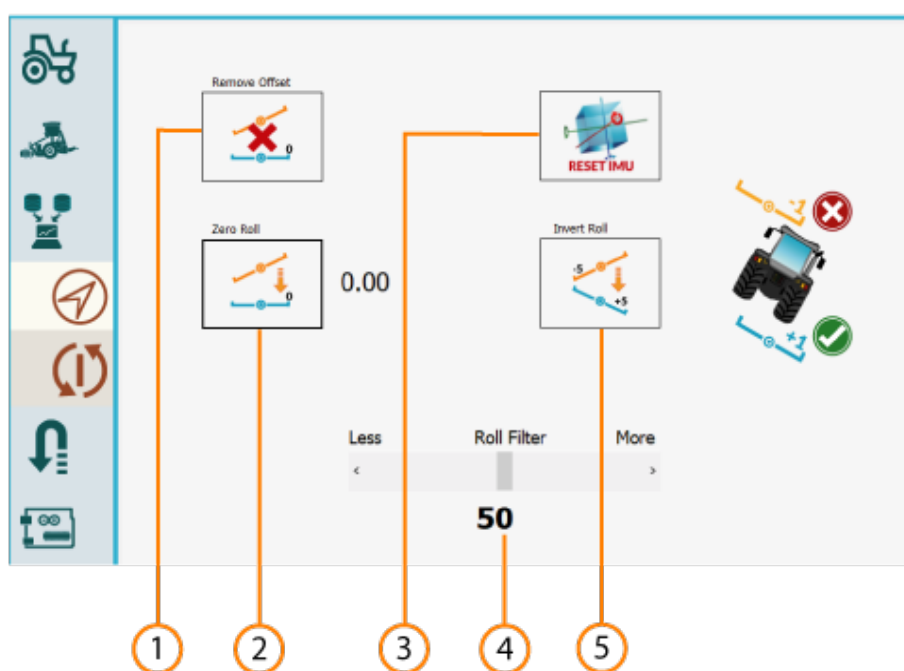 Remove Offset
0
RESET IMU
-1
Zero Roll
0
0.00
Invert Roll
-5
+5
+1
Less Roll Filter More
< >
50
1 2 3 4 5